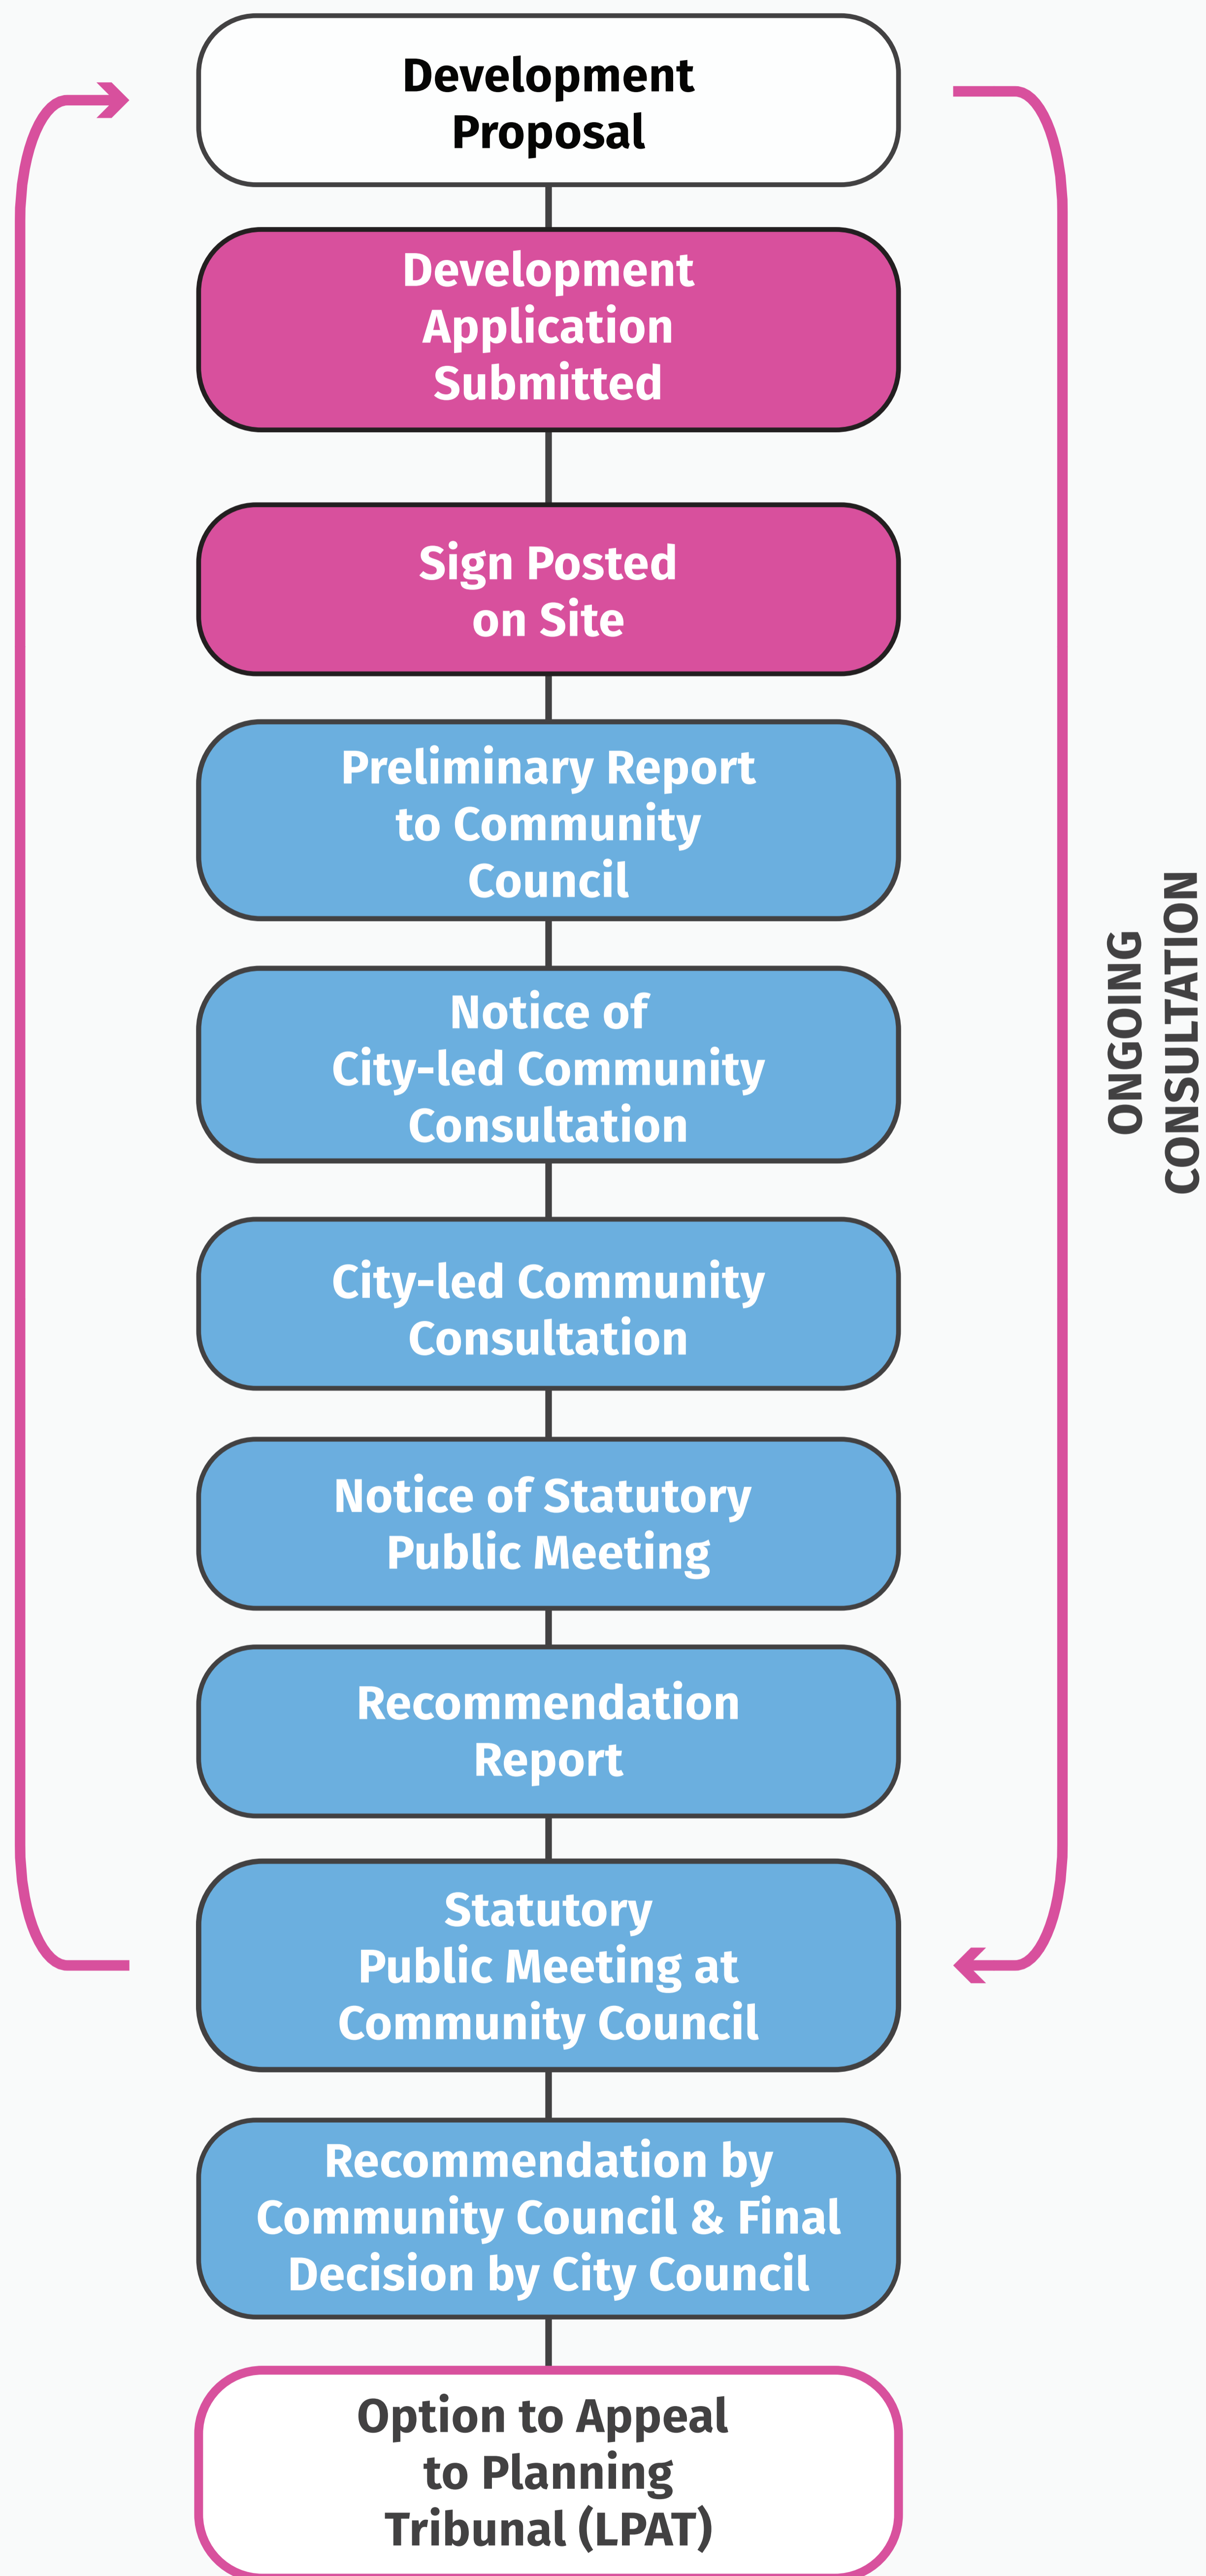 Development
Proposal
Development
Application
Submitted
Sign Posted
on Site
Preliminary Report
to Community
Council
Notice of
City-led Community
Consultation
City-led Community
Consultation
Notice of Statutory
Public Meeting
Recommendation
Report
Statutory
Public Meeting at
Community Council
Recommendation by
Community Council & Final
Decision by City Council
Option to Appeal
to Planning
Tribunal (LPAT)
ONGOING
CONSULTATION